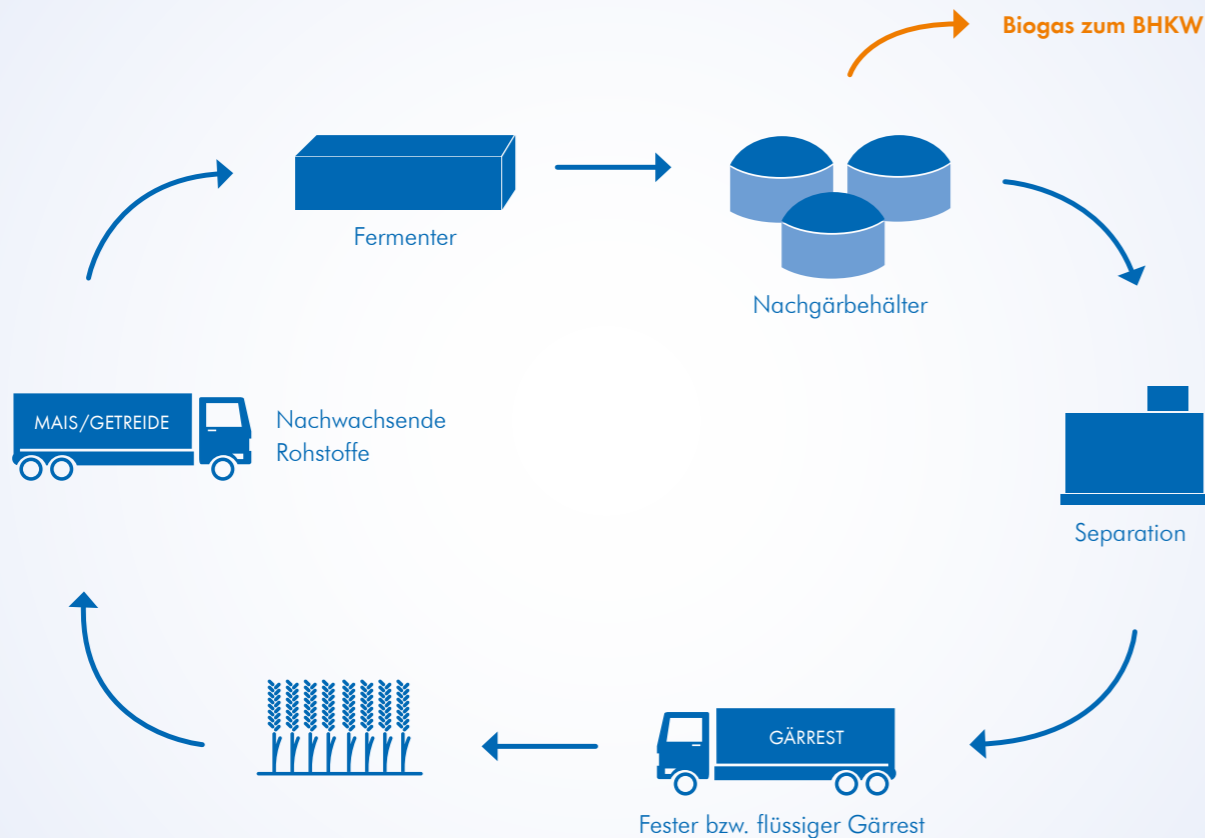 Biogas zum BHKW
Fermenter
Nachgärbehälter
MAIS/GETREIDE
Nachwachsende
Rohstoffe
Separation
GÄRREST
Fester bzw. flüssiger Gärrest